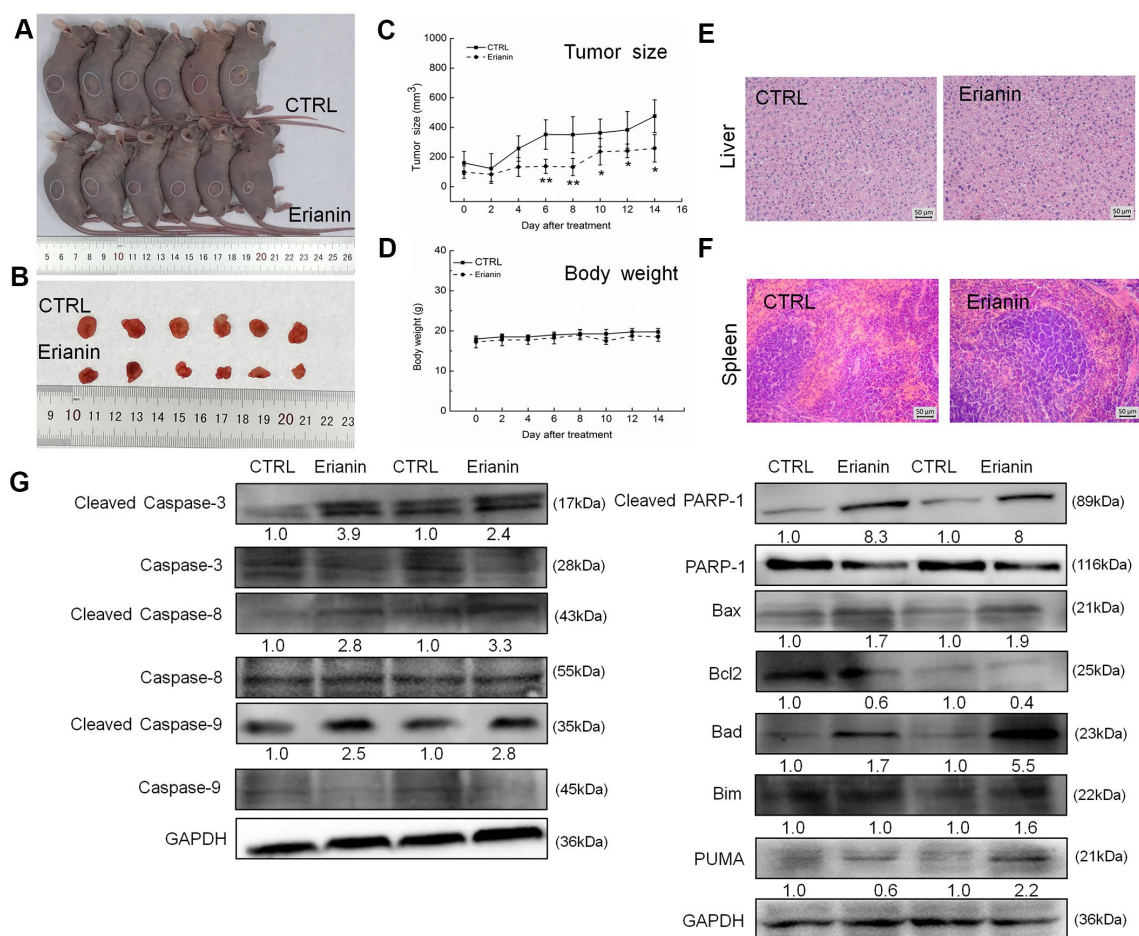 A
CTRL
Erianin
5 6 7 8 9 10 11 12 13 14 15 16 17 18 19 20 21 22 23 24 25 26
B
CTRL
Erianin
9 10 11 12 13 14 15 16 17 18 19 20 21 22 23
C
Tumor size
CTRL
Erianin
Tumor size (mm3)
1000
800
600
400
200
0
** ** * * *
0 2 4 6 8 10 12 14 16
Day after treatment
D
Body weight
CTRL
Erianin
Body weight (g)
40
30
20
10
0
0 2 4 6 8 10 12 14
Day after treatment
E
Liver
CTRL
50 µm
Erianin
50 µm
F
Spleen
CTRL
50 µm
Erianin
50 µm
G
CTRL Erianin CTRL Erianin
Cleaved Caspase-3 (17kDa)
1.0 3.9 1.0 2.4
Caspase-3 (28kDa)
Cleaved Caspase-8 (43kDa)
1.0 2.8 1.0 3.3
Caspase-8 (55kDa)
Cleaved Caspase-9 (35kDa)
1.0 2.5 1.0 2.8
Caspase-9 (45kDa)
GAPDH (36kDa)
CTRL Erianin CTRL Erianin
Cleaved PARP-1 (89kDa)
1.0 8.3 1.0 8
PARP-1 (116kDa)
Bax (21kDa)
1.0 1.7 1.0 1.9
Bcl2 (25kDa)
1.0 0.6 1.0 0.4
Bad (23kDa)
1.0 1.7 1.0 5.5
Bim (22kDa)
1.0 1.0 1.0 1.6
PUMA (21kDa)
1.0 0.6 1.0 2.2
GAPDH (36kDa)